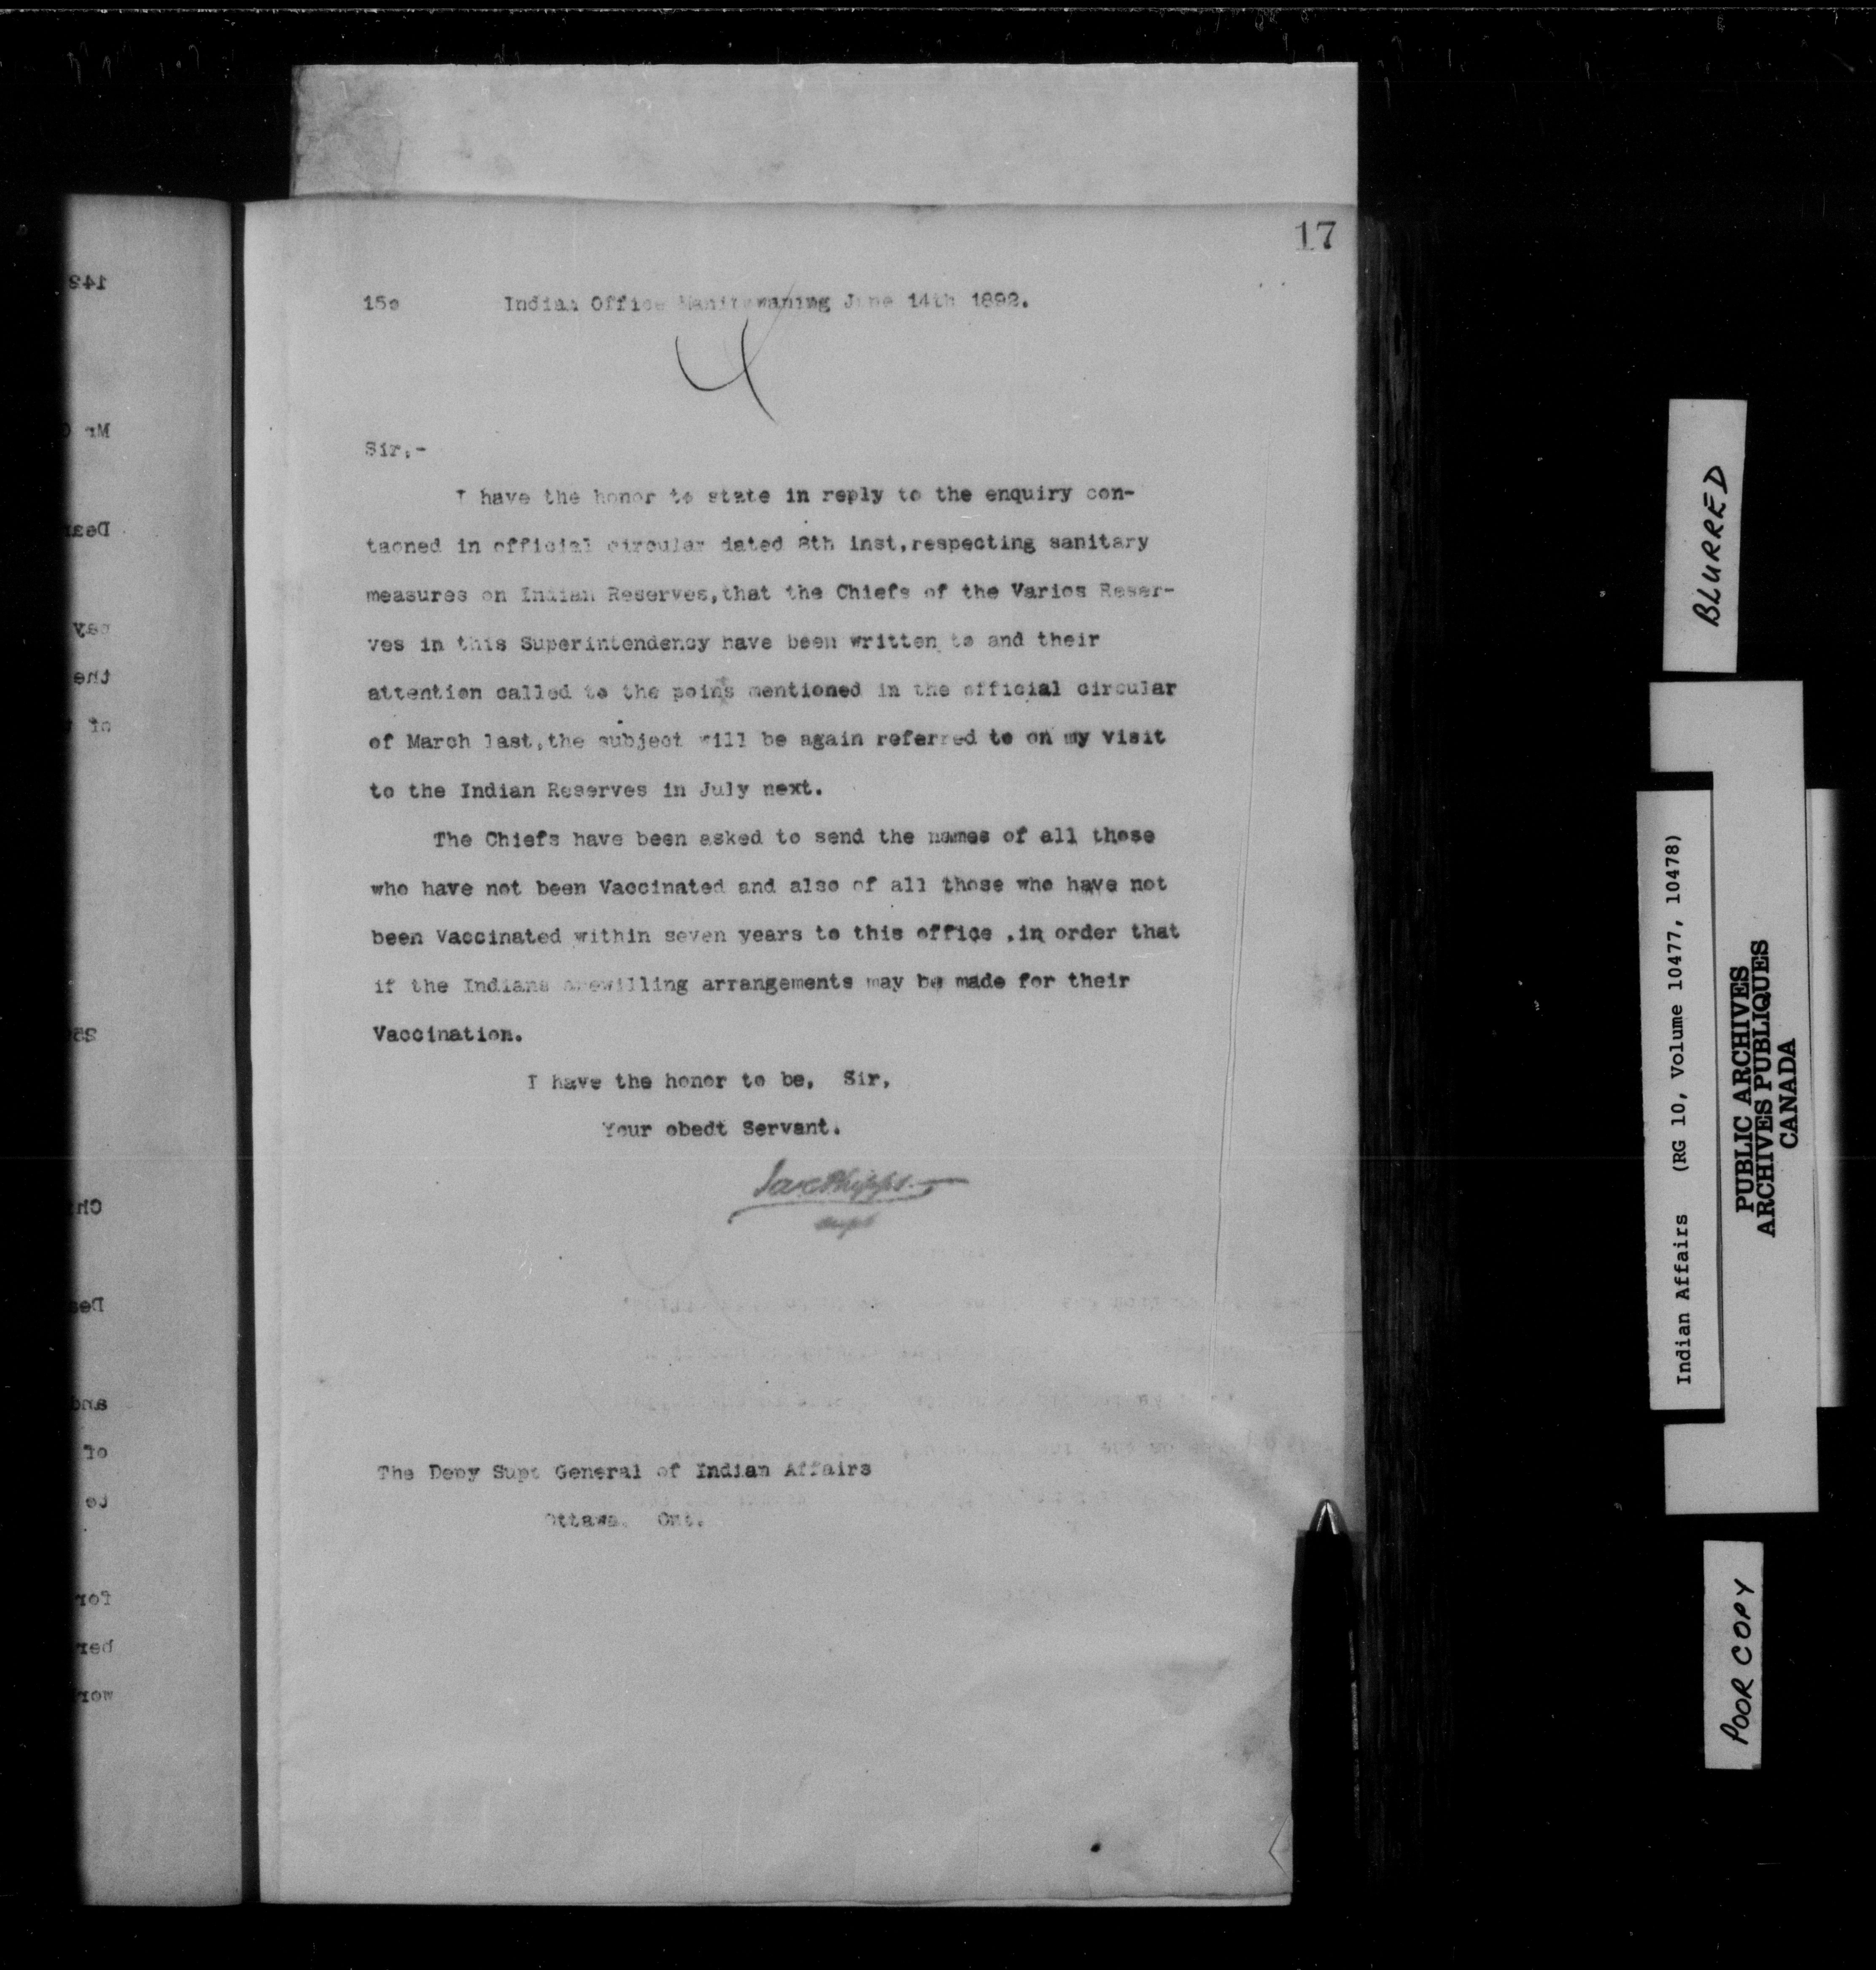 17
15e Indian Office Manitowaning June 14th 1892.
Sir,-
I have the honor to state in reply to the enquiry con-
taoned in official circular dated 8th inst,respecting sanitary
measures on Indian Reserves,that the Chiefs of the Varios Reser-
ves in this Superintendency have been written to and their
attention called to the poins mentioned in the official circular
of March last,the subject will be again referred to on my visit
to the Indian Reserves in July next.
The Chiefs have been asked to send the names of all those
who have not been Vaccinated and also of all those who have not
been Vaccinated within seven years to this office ,in order that
if the Indians arewilling arrangements may be made for their
Vaccination.
I have the honor to be, Sir,
Your obedt Servant.
Jas Phipps
Supt
The Depy Supt General of Indian Affairs
Ottawa. Ont.
BLURRED
Indian Affairs (RG 10, Volume 10477, 10478)
PUBLIC ARCHIVES
ARCHIVES PUBLIQUES
CANADA
POOR COPY